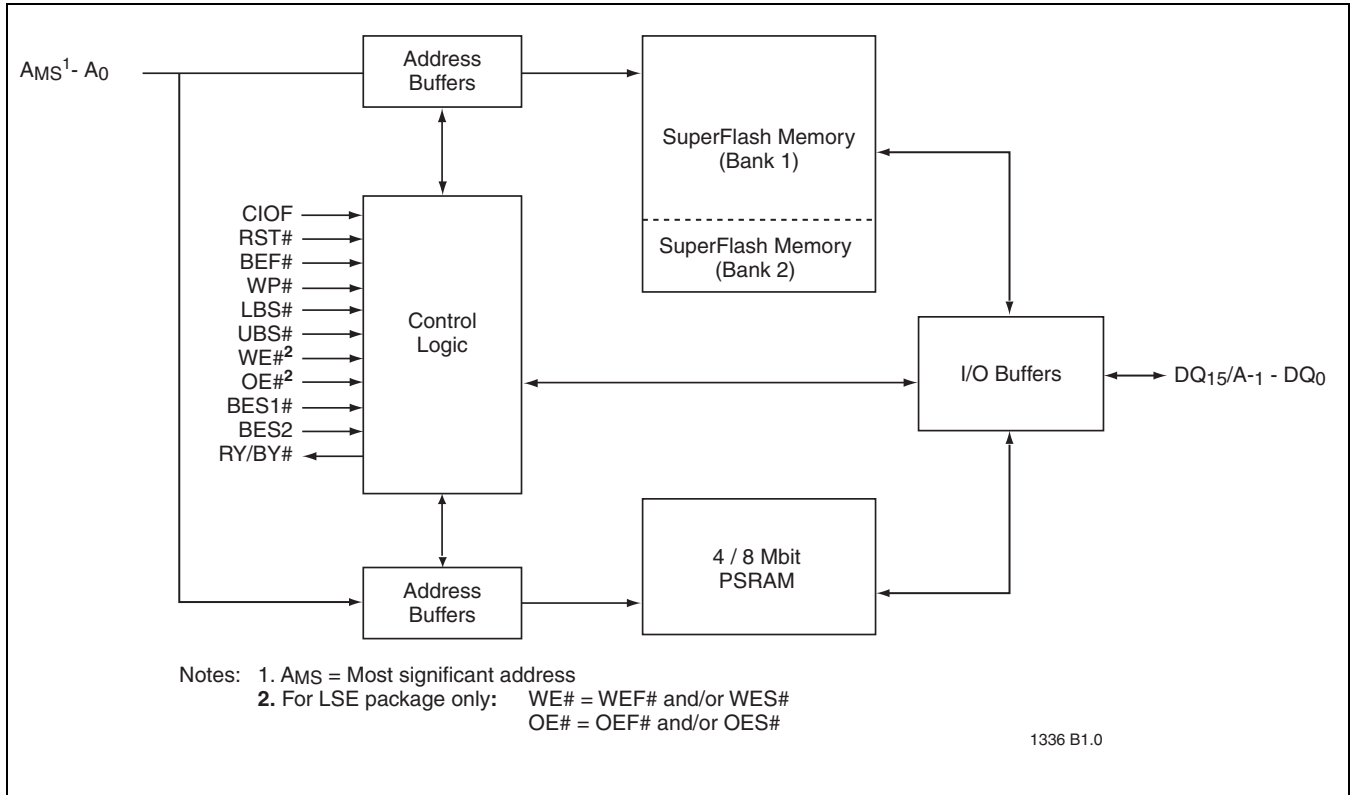 AMS1- A0
Address
Buffers
SuperFlash Memory
(Bank 1)
SuperFlash Memory
(Bank 2)
CIOF
RST#
BEF#
WP#
LBS#
UBS#
WE#2
OE#2
BES1#
BES2
RY/BY#
Control
Logic
I/O Buffers
DQ15/A-1 - DQ0
4 / 8 Mbit
PSRAM
Address
Buffers
Notes: 1. AMS = Most significant address
2. For LSE package only: WE# = WEF# and/or WES#
OE# = OEF# and/or OES#
1336 B1.0